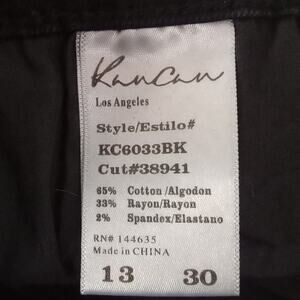 KanCan
Los Angeles
Style/Estilo#
KC6033BK
Cut#38941
65% Cotton/Algodon
33% Rayon/Rayon
2% Spandex/Elastano
RN# 144635
Made in CHINA
13 30